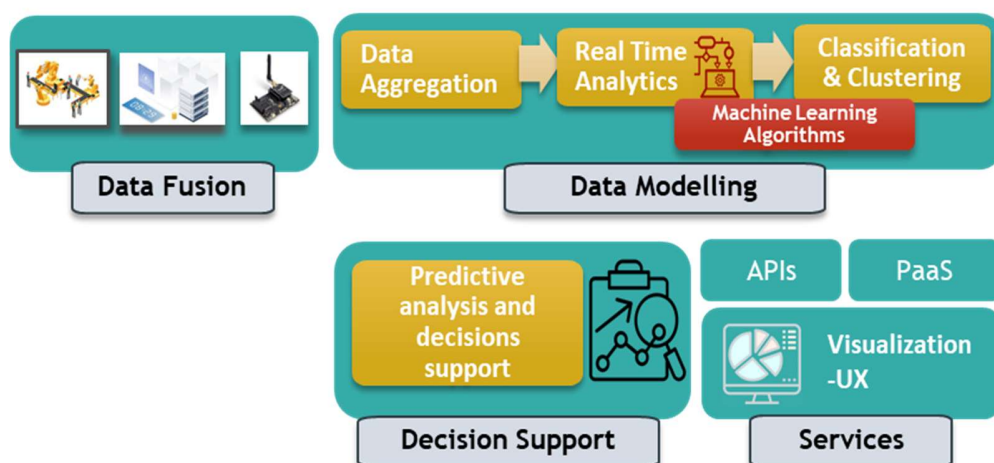 Data Fusion
Data
Aggregation
Real Time
Analytics
Classification
& Clustering
Machine Learning
Algorithms
Data Modelling
Predictive
analysis and
decisions
support
Decision Support
APIs
PaaS
Visualization
-UX
Services